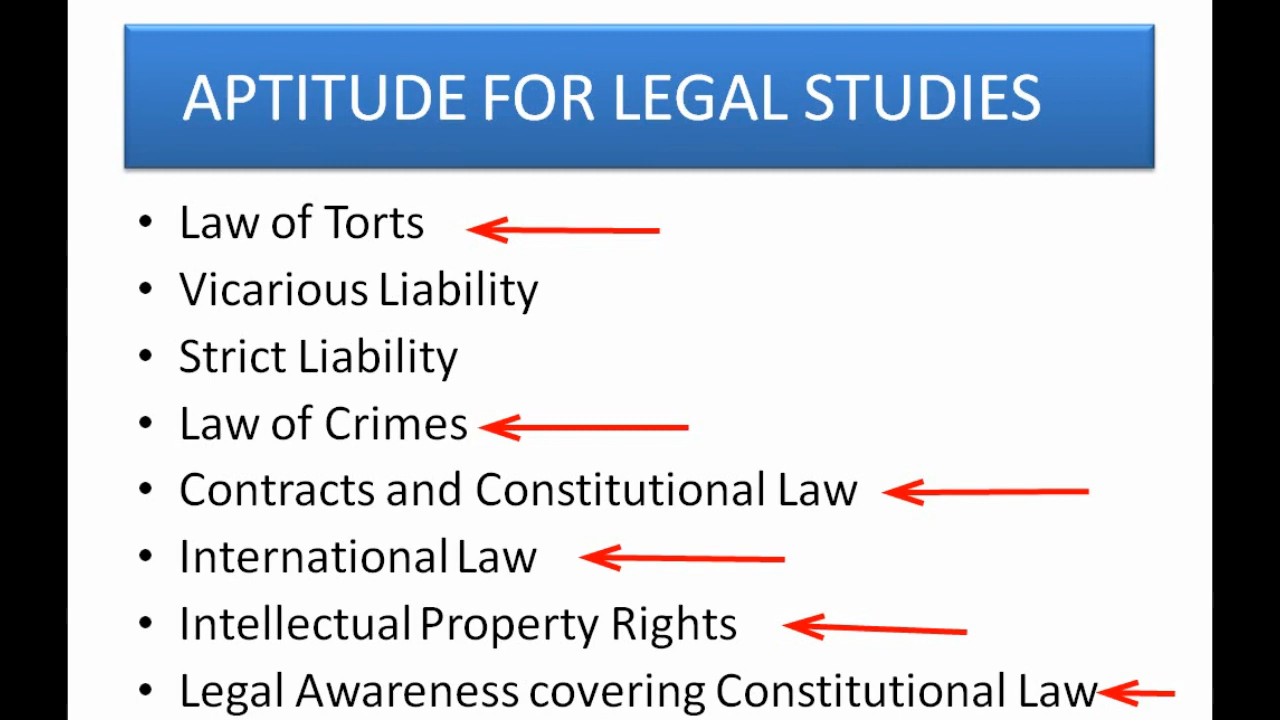 APTITUDE FOR LEGAL STUDIES
• Law of Torts
• Vicarious Liability
• Strict Liability
• Law of Crimes
• Contracts and Constitutional Law
• International Law
• Intellectual Property Rights
• Legal Awareness covering Constitutional Law